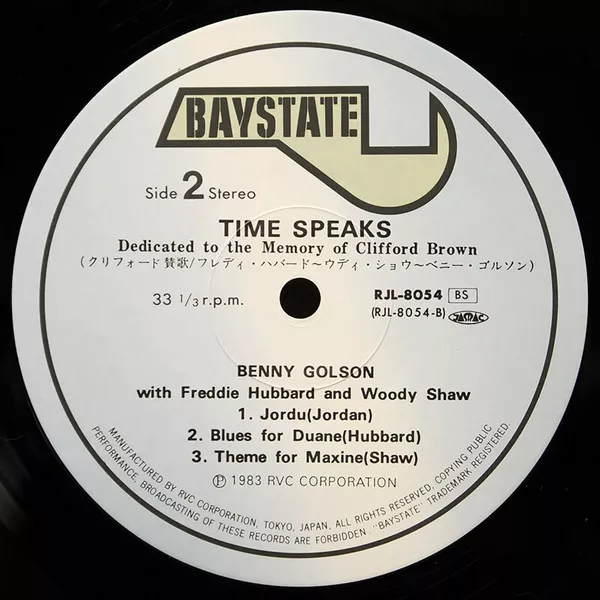 BAYSTATE
Side 2 Stereo
TIME SPEAKS
Dedicated to the Memory of Clifford Brown
(クリフォード賛歌/フレディ・ハバード~ウディ・ショウ~ベニー・ゴルソン)
33 1/3 r.p.m.
RJL-8054 BS
(RJL-8054-B) JASRAC
BENNY GOLSON
with Freddie Hubbard and Woody Shaw
1. Jordu(Jordan)
2. Blues for Duane(Hubbard)
3. Theme for Maxine(Shaw)
Ⓟ 1983 RVC CORPORATION
MANUFACTURED BY RVC CORPORATION, TOKYO, JAPAN, ALL RIGHTS RESERVED, COPYING PUBLIC
PERFORMANCE, BROADCASTING OF THESE RECORDS ARE FORBIDDEN. "BAYSTATE" TRADEMARK REGISTERED.